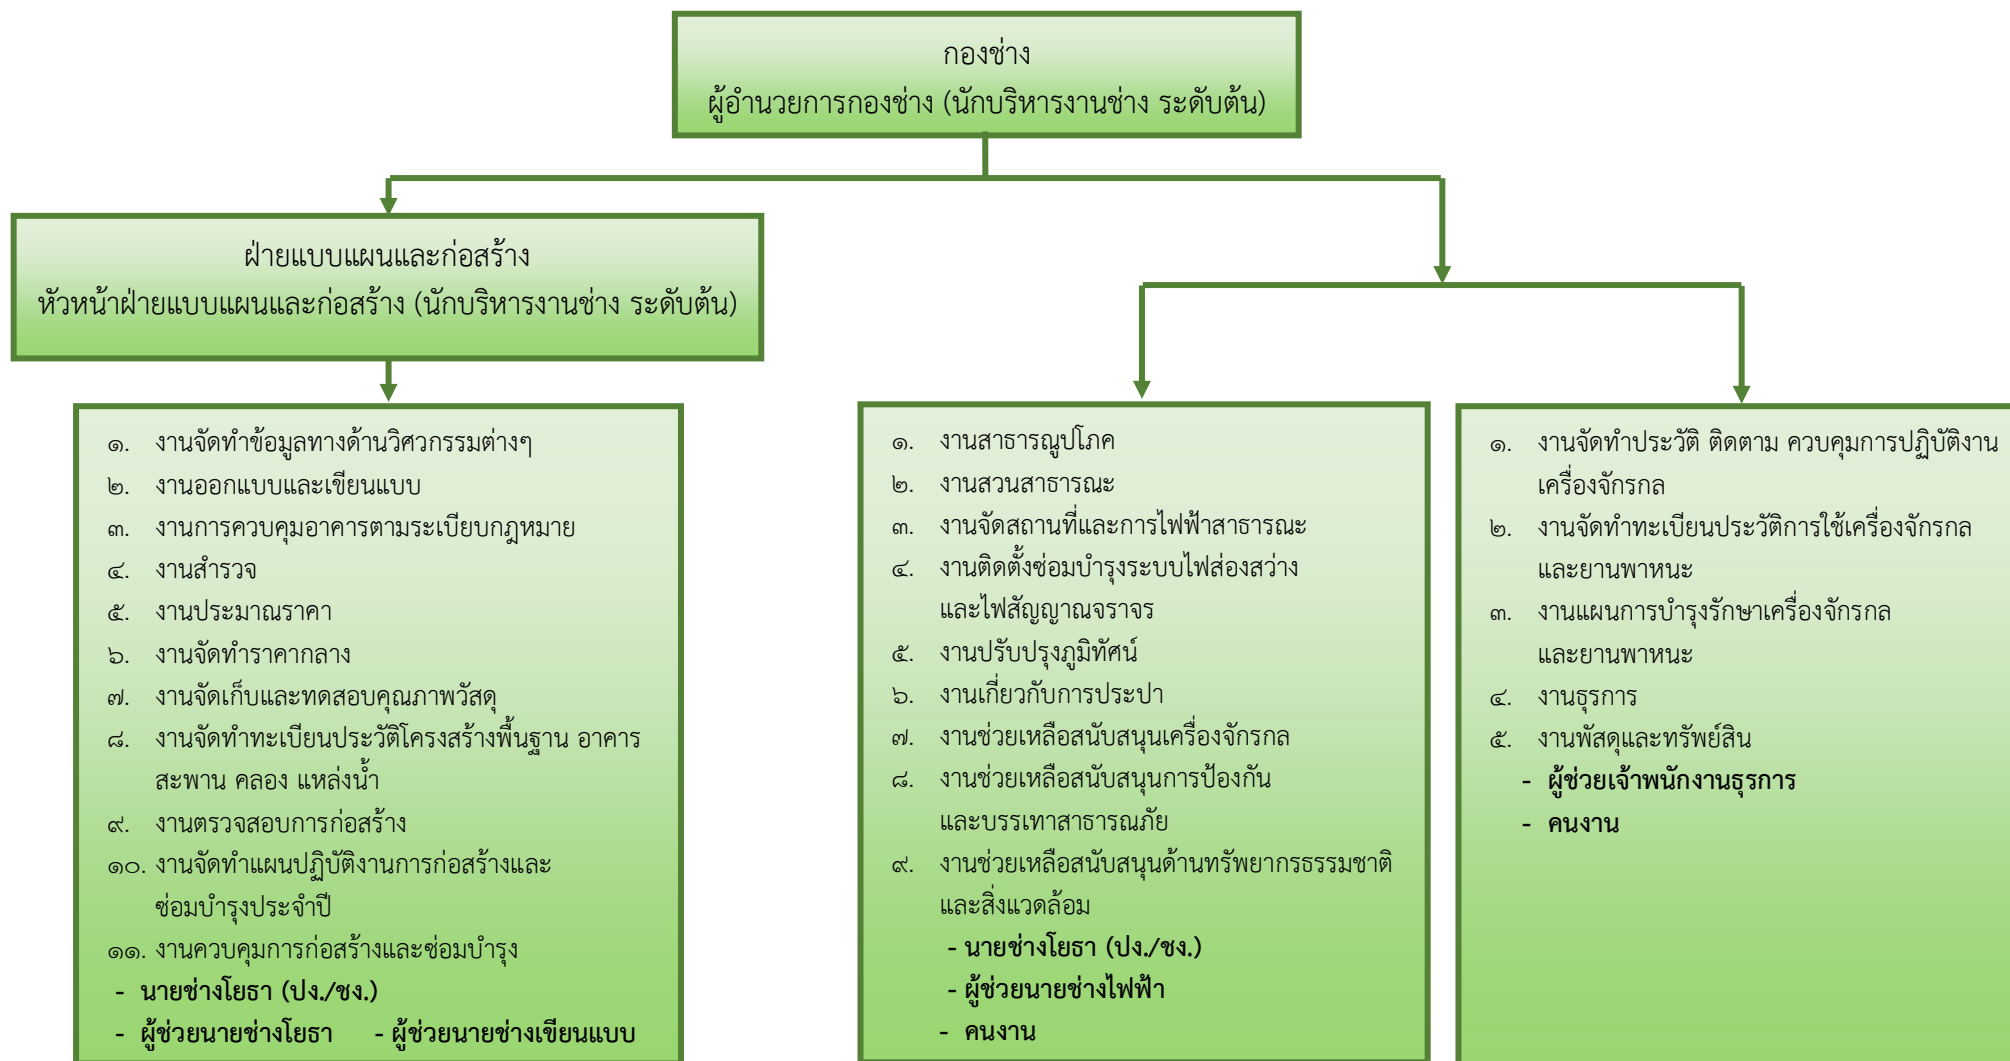 กองช่าง
ผู้อำนวยการกองช่าง (นักบริหารงานช่าง ระดับต้น)
ฝ่ายแบบแผนและก่อสร้าง
หัวหน้าฝ่ายแบบแผนและก่อสร้าง (นักบริหารงานช่าง ระดับต้น)
๑. งานจัดทำข้อมูลทางด้านวิศวกรรมต่างๆ
๒. งานออกแบบและเขียนแบบ
๓. งานการควบคุมอาคารตามระเบียบกฎหมาย
๔. งานสำรวจ
๕. งานประมาณราคา
๖. งานจัดทำราคากลาง
๗. งานจัดเก็บและทดสอบคุณภาพวัสดุ
๘. งานจัดทำทะเบียนประวัติโครงสร้างพื้นฐาน อาคาร
สะพาน คลอง แหล่งน้ำ
๙. งานตรวจสอบการก่อสร้าง
๑๐. งานจัดทำแผนปฏิบัติงานการก่อสร้างและ
ซ่อมบำรุงประจำปี
๑๑. งานควบคุมการก่อสร้างและซ่อมบำรุง
- นายช่างโยธา (ปง./ชง.)
- ผู้ช่วยนายช่างโยธา - ผู้ช่วยนายช่างเขียนแบบ
๑. งานสาธารณูปโภค
๒. งานสวนสาธารณะ
๓. งานจัดสถานที่และการไฟฟ้าสาธารณะ
๔. งานติดตั้งซ่อมบำรุงระบบไฟส่องสว่าง
และไฟสัญญาณจราจร
๕. งานปรับปรุงภูมิทัศน์
๖. งานเกี่ยวกับการประปา
๗. งานช่วยเหลือสนับสนุนเครื่องจักรกล
๘. งานช่วยเหลือสนับสนุนการป้องกัน
และบรรเทาสาธารณภัย
๙. งานช่วยเหลือสนับสนุนด้านทรัพยากรธรรมชาติ
และสิ่งแวดล้อม
- นายช่างโยธา (ปง./ชง.)
- ผู้ช่วยนายช่างไฟฟ้า
- คนงาน
๑. งานจัดทำประวัติ ติดตาม ควบคุมการปฏิบัติงาน
เครื่องจักรกล
๒. งานจัดทำทะเบียนประวัติการใช้เครื่องจักรกล
และยานพาหนะ
๓. งานแผนการบำรุงรักษาเครื่องจักรกล
และยานพาหนะ
๔. งานธุรการ
๕. งานพัสดุและทรัพย์สิน
- ผู้ช่วยเจ้าพนักงานธุรการ
- คนงาน